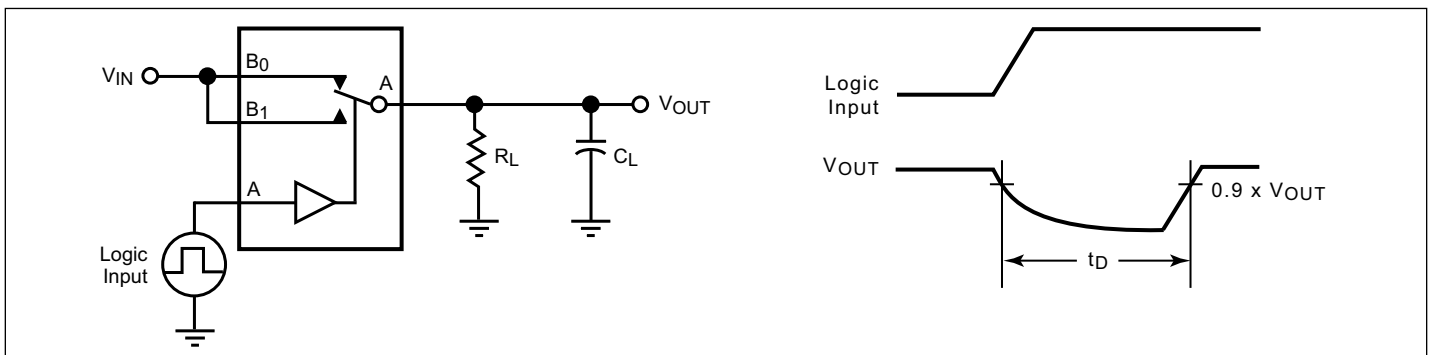 VIN
B0
B1
A
VOUT
RL
CL
A
Logic
Input
Logic
Input
VOUT
0.9 x VOUT
tD